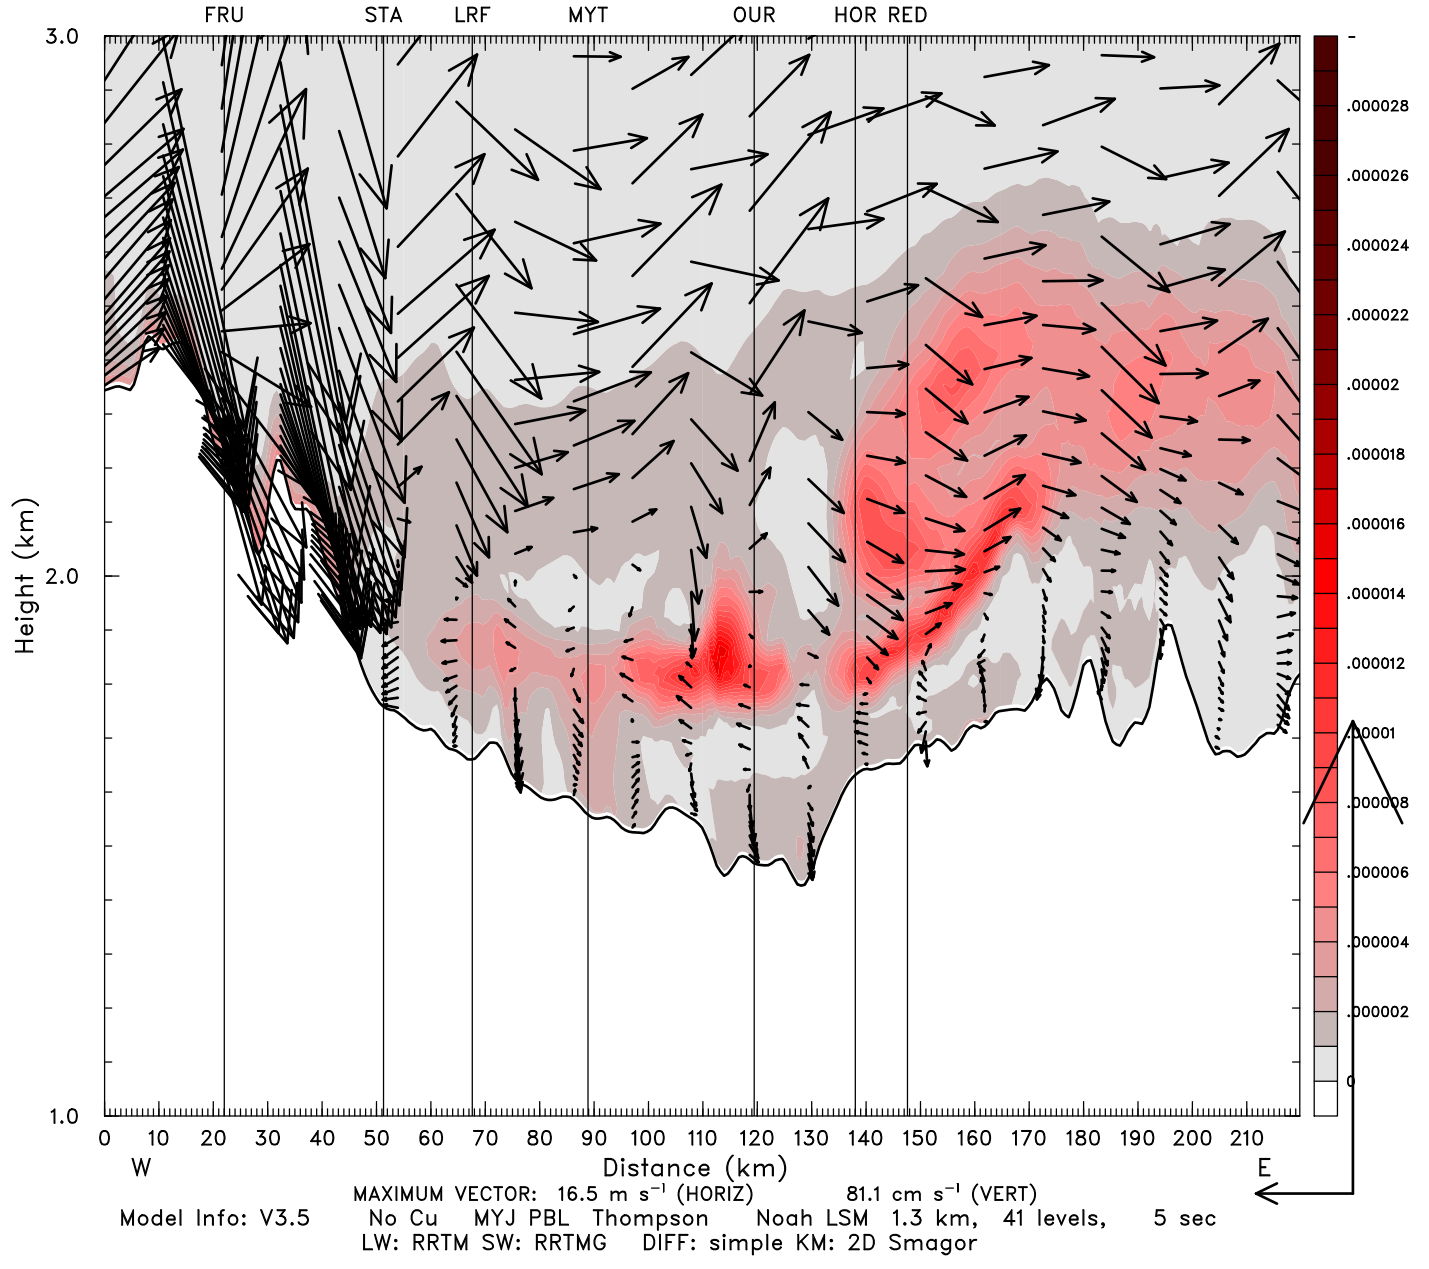 FRU STA LRF MYT OUR HOR RED
3.0
2.0
1.0
Height (km)
0 10 20 30 40 50 60 70 80 90 100 110 120 130 140 150 160 170 180 190 200 210
W Distance (km) E
MAXIMUM VECTOR: 16.5 m s⁻¹ (HORIZ) 81.1 cm s⁻¹ (VERT)
Model Info: V3.5 No Cu MYJ PBL Thompson Noah LSM 1.3 km, 41 levels, 5 sec
LW: RRTM SW: RRTMG DIFF: simple KM: 2D Smagor
-
.000028
.000026
.000024
.000022
.00002
.000018
.000016
.000014
.000012
.00001
.000008
.000006
.000004
.000002
0